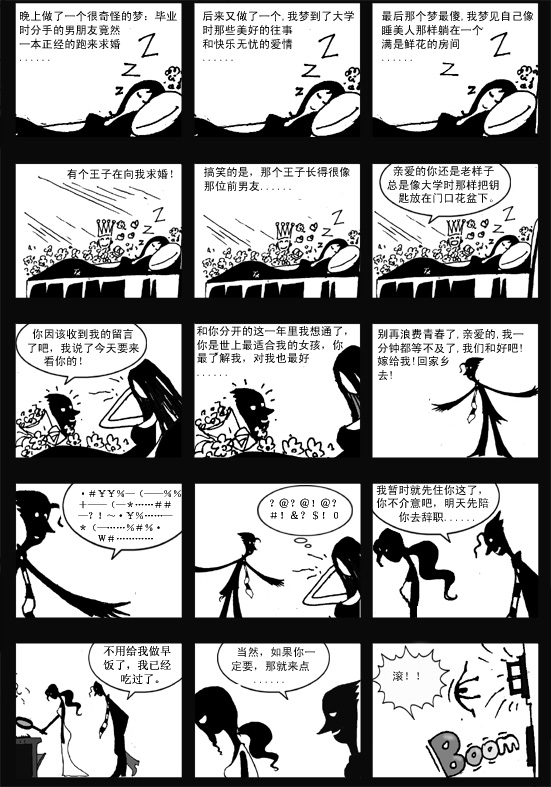 晚上做了一个很奇怪的梦：毕业
时分手的男朋友竟然
一本正经的跑来求婚
......
Z
Z
Z
后来又做了一个,我梦到了大学
时那些美好的往事
和快乐无忧的爱情
......
Z
Z
Z
最后那个梦最傻,我梦见自己像
睡美人那样躺在一个
满是鲜花的房间
......
Z
Z
有个王子在向我求婚！
Z
Z
Z
搞笑的是，那个王子长得很像
那位前男友......
Z
Z
Z
亲爱的你还是老样子
总是像大学时那样把钥
匙放在门口花盆下。
Z
Z
Z
你因该收到我的留言
了吧，我说了今天要来
看你的！
和你分开的这一年里我想通了，
你是世上最适合我的女孩，你
最了解我，对我也最好
......
别再浪费青春了,亲爱的,我一
分钟都等不及了,我们和好吧！
嫁给我！回家乡
去！
·＃￥￥％—（——％％
＋——（—＊……＃＃
—？！～·￥％………—
＊（—……％＃％·
W＃…………
？@？@！@？
＃！＆？＄！0
我暂时就先住你这了，
你不介意吧，明天先陪
你去辞职......
不用给我做早
饭了，我已经
吃过了。
当然，如果你一
定要，那就来点
......
滚！！
Boom